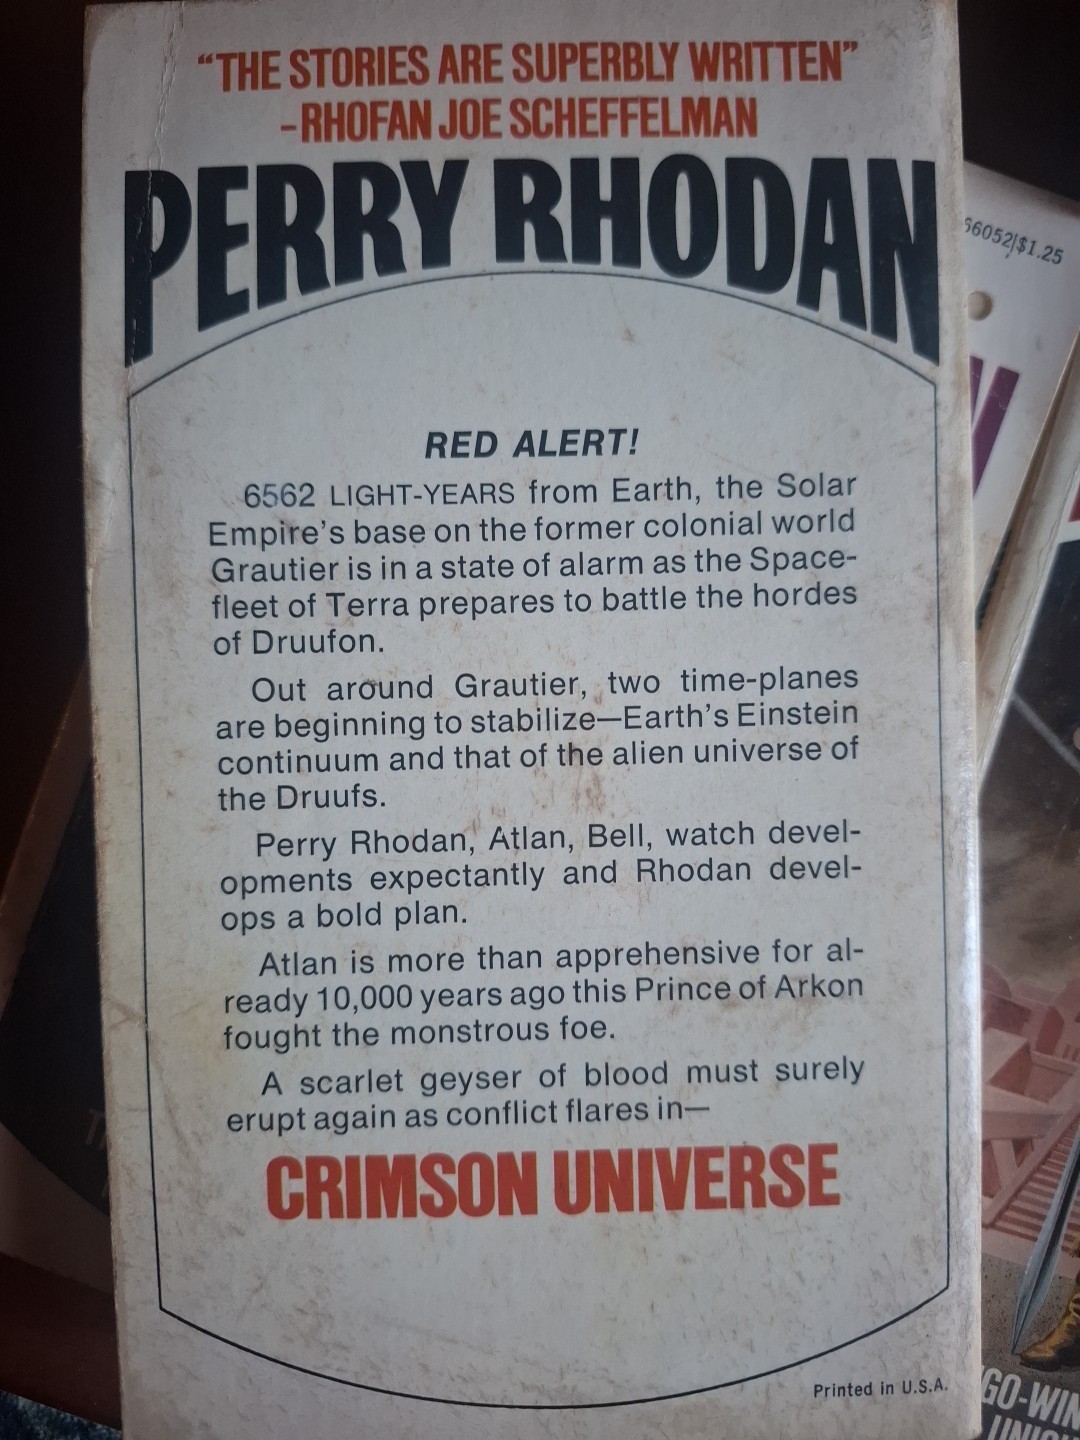 “THE STORIES ARE SUPERBLY WRITTEN”
–RHOFAN JOE SCHEFFELMAN
PERRY RHODAN
RED ALERT!
6562 LIGHT-YEARS from Earth, the Solar
Empire’s base on the former colonial world
Grautier is in a state of alarm as the Space-
fleet of Terra prepares to battle the hordes
of Druufon.
Out around Grautier, two time-planes
are beginning to stabilize—Earth’s Einstein
continuum and that of the alien universe of
the Druufs.
Perry Rhodan, Atlan, Bell, watch devel-
opments expectantly and Rhodan devel-
ops a bold plan.
Atlan is more than apprehensive for al-
ready 10,000 years ago this Prince of Arkon
fought the monstrous foe.
A scarlet geyser of blood must surely
erupt again as conflict flares in—
CRIMSON UNIVERSE
Printed in U.S.A.
66052|$1.25